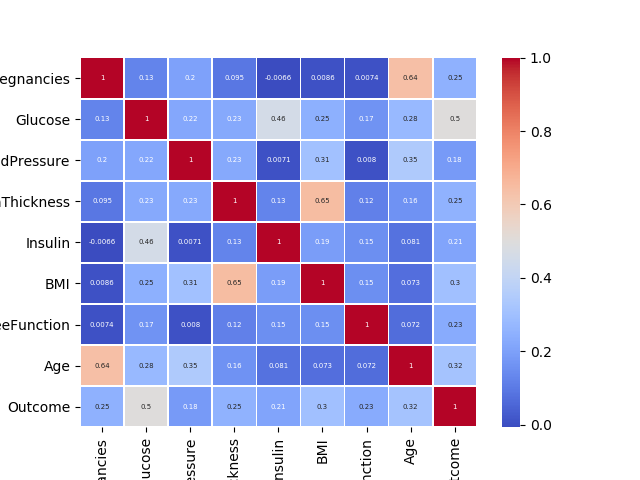 egnancies 1 0.13 0.2 0.095 -0.0066 0.0086 0.0074 0.64 0.25
Glucose 0.13 1 0.22 0.23 0.46 0.25 0.17 0.28 0.5
dPressure 0.2 0.22 1 0.23 0.0071 0.31 0.008 0.35 0.18
Thickness 0.095 0.23 0.23 1 0.13 0.65 0.12 0.16 0.25
Insulin -0.0066 0.46 0.0071 0.13 1 0.19 0.15 0.081 0.21
BMI 0.0086 0.25 0.31 0.65 0.19 1 0.15 0.073 0.3
eFunction 0.0074 0.17 0.008 0.12 0.15 0.15 1 0.072 0.23
Age 0.64 0.28 0.35 0.16 0.081 0.073 0.072 1 0.32
Outcome 0.25 0.5 0.18 0.25 0.21 0.3 0.23 0.32 1
ancies ucose ssure kness nsulin BMI nction Age tcome
1.0
0.8
0.6
0.4
0.2
0.0